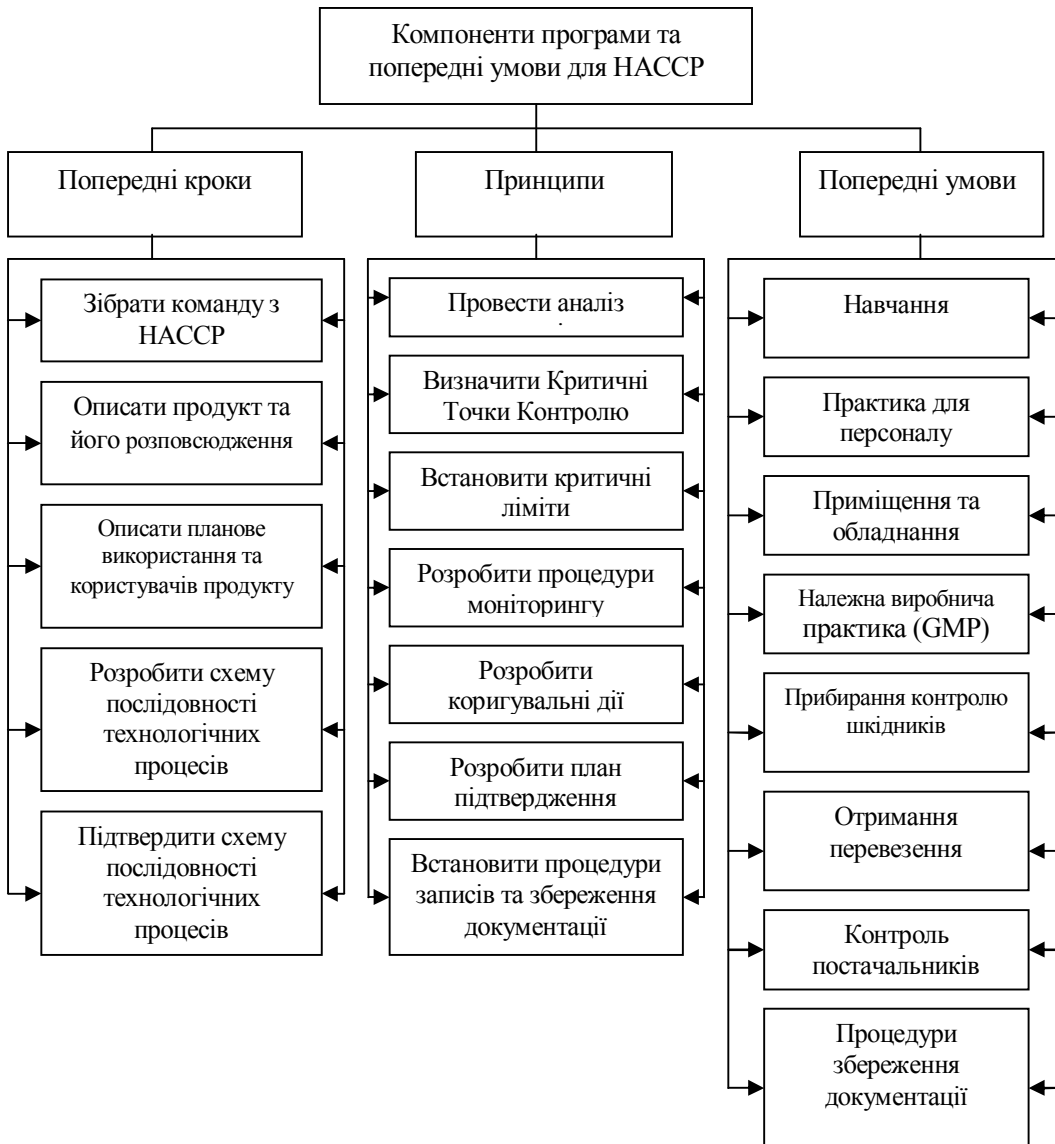 Компоненти програми та
попередні умови для НАССР
Попередні кроки
Принципи
Попередні умови
Зібрати команду з
НАССР
Описати продукт та
його розповсюдження
Описати планове
використання та
користувачів продукту
Розробити схему
послідовності
технологічних
процесів
Підтвердити схему
послідовності
технологічних
процесів
Провести аналіз
Визначити Критичні
Точки Контролю
Встановити критичні
ліміти
Розробити процедури
моніторингу
Розробити
коригувальні дії
Розробити план
підтвердження
Встановити процедури
записів та збереження
документації
Навчання
Практика для
персоналу
Приміщення та
обладнання
Належна виробнича
практика (GMP)
Прибирання контролю
шкідників
Отримання
перевезення
Контроль
постачальників
Процедури
збереження
документації